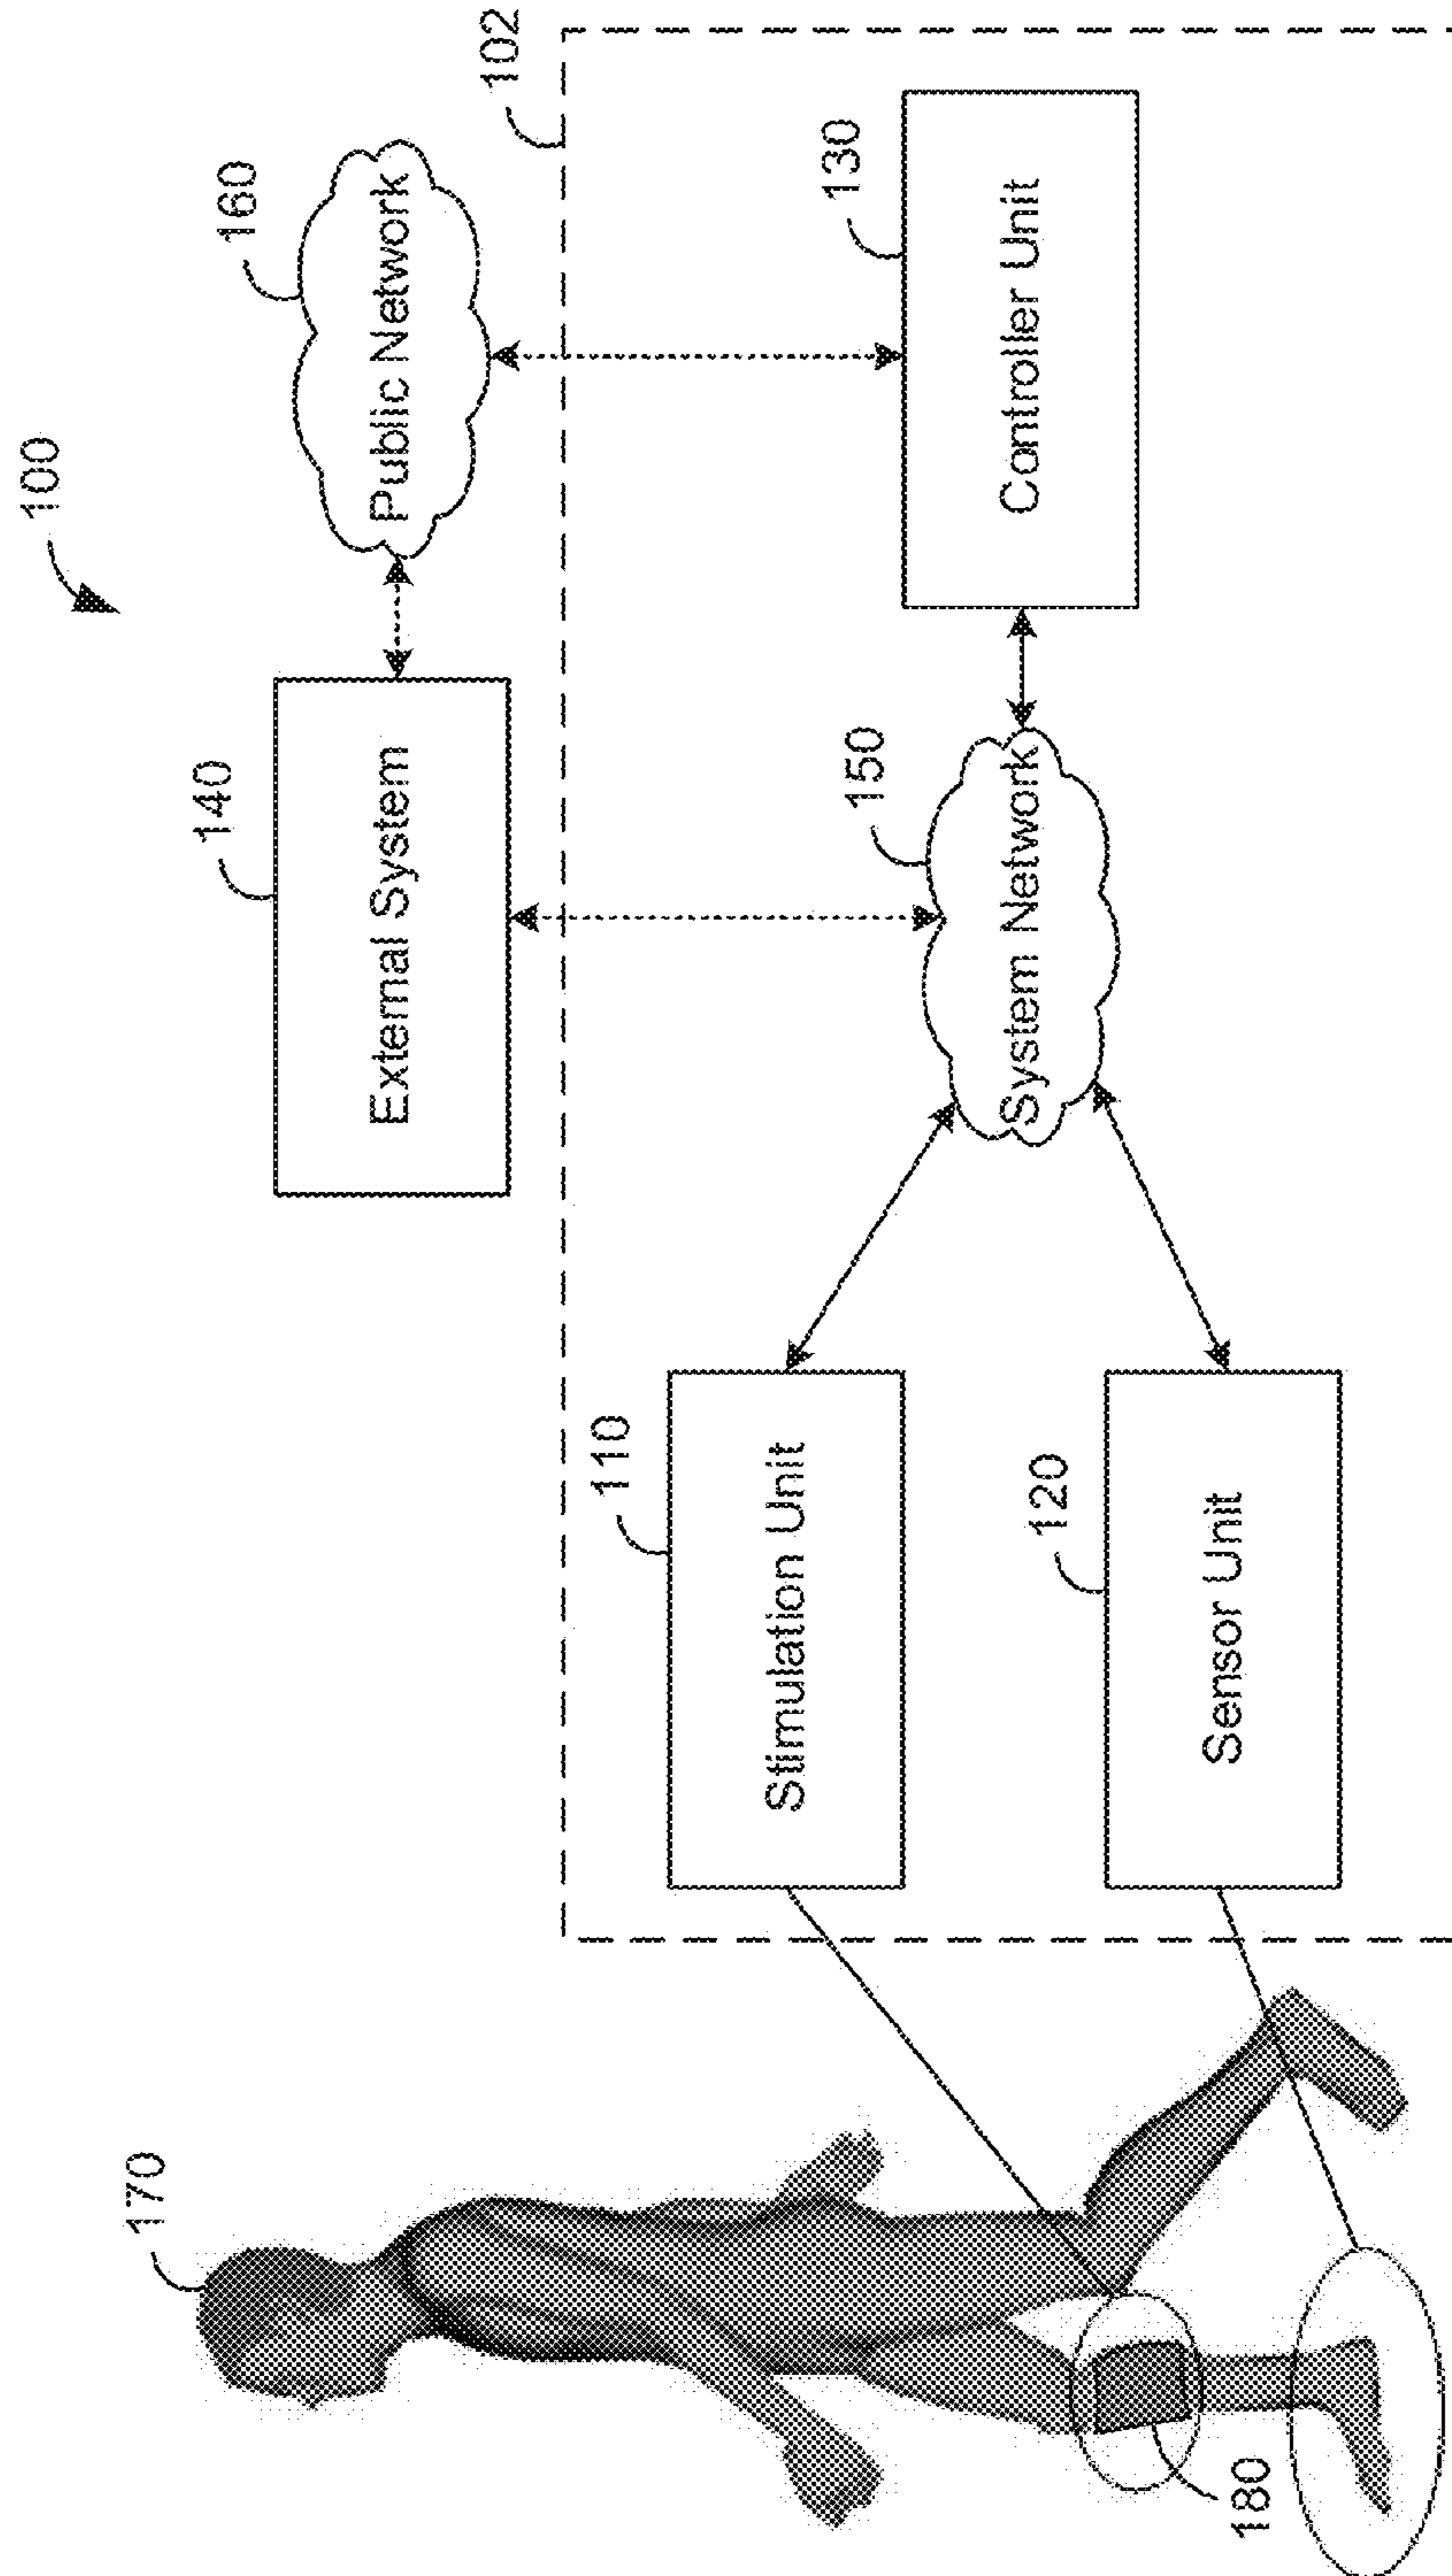 100
170
140
External System
160
Public Network
102
110
Stimulation Unit
150
System Network
130
Controller Unit
120
Sensor Unit
180